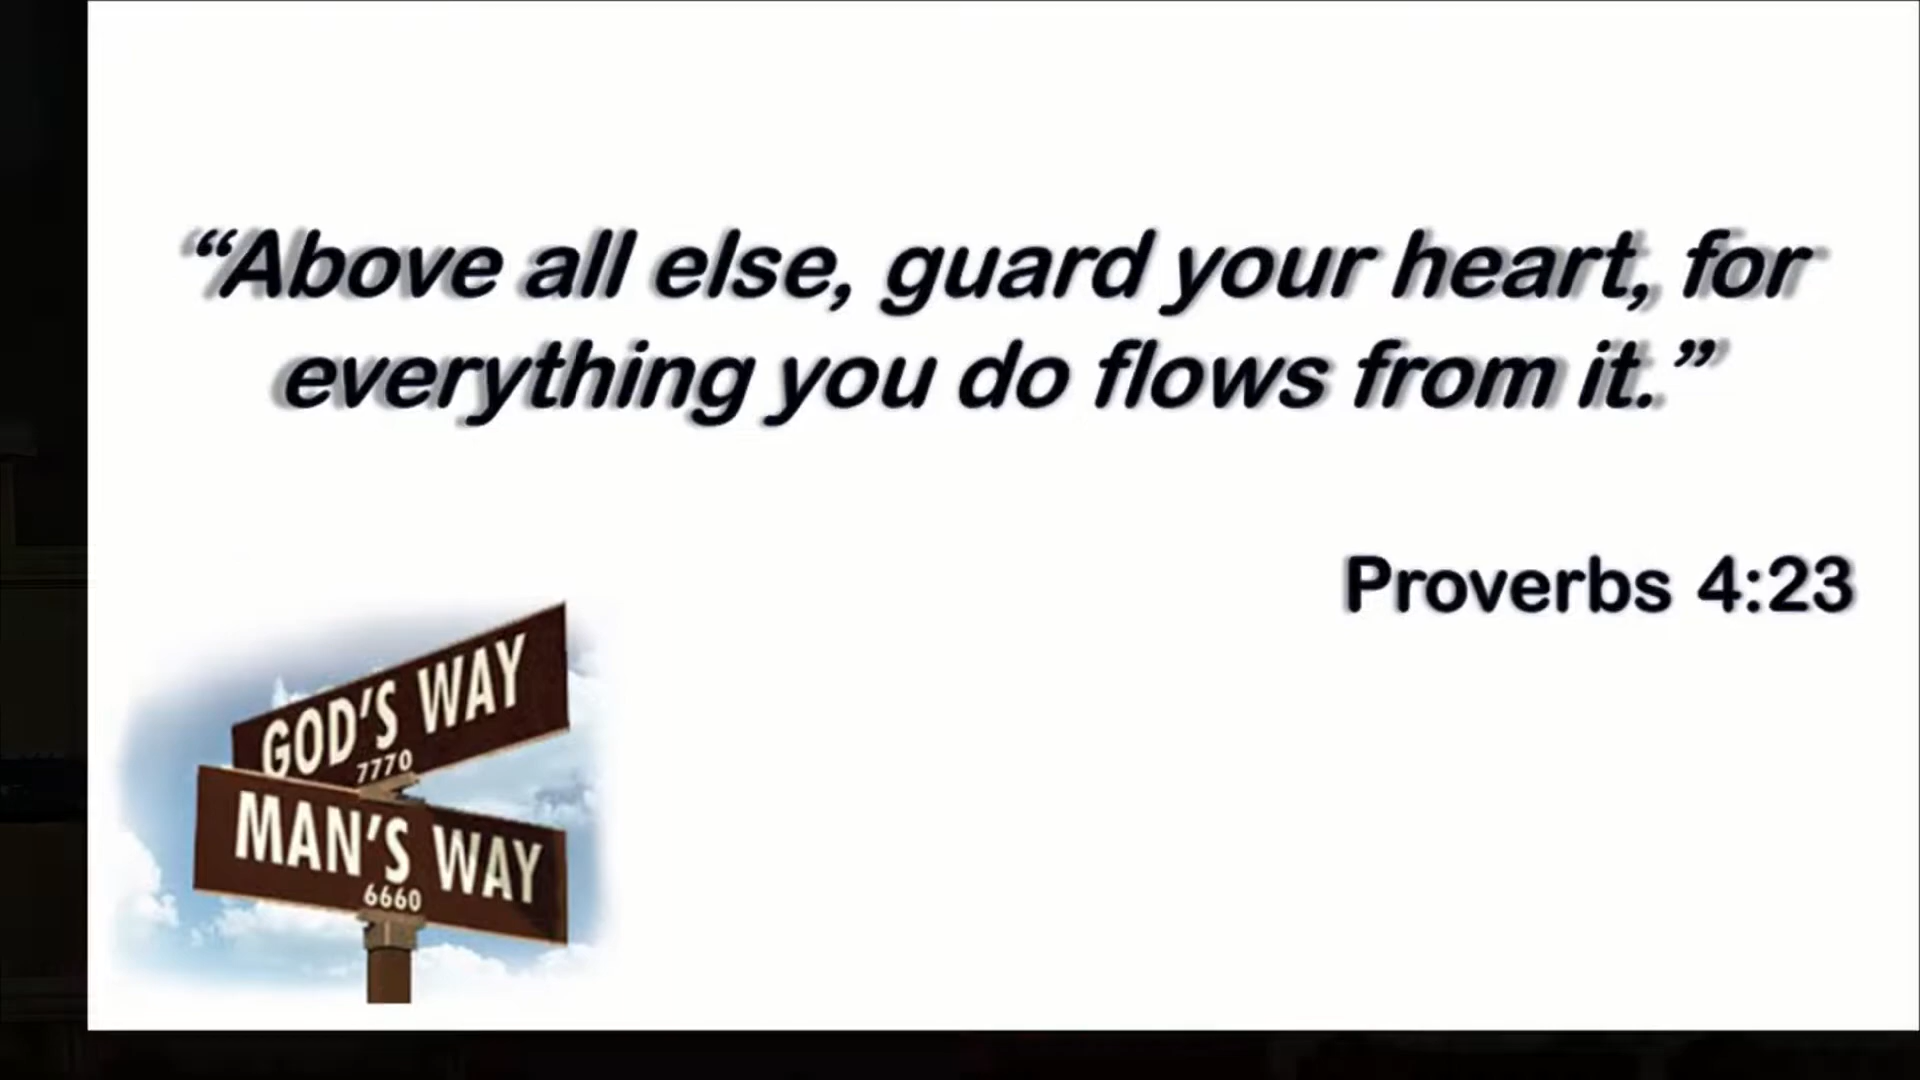 “Above all else, guard your heart, for
everything you do flows from it.”
Proverbs 4:23
GOD'S WAY
7770
MAN'S WAY
6660